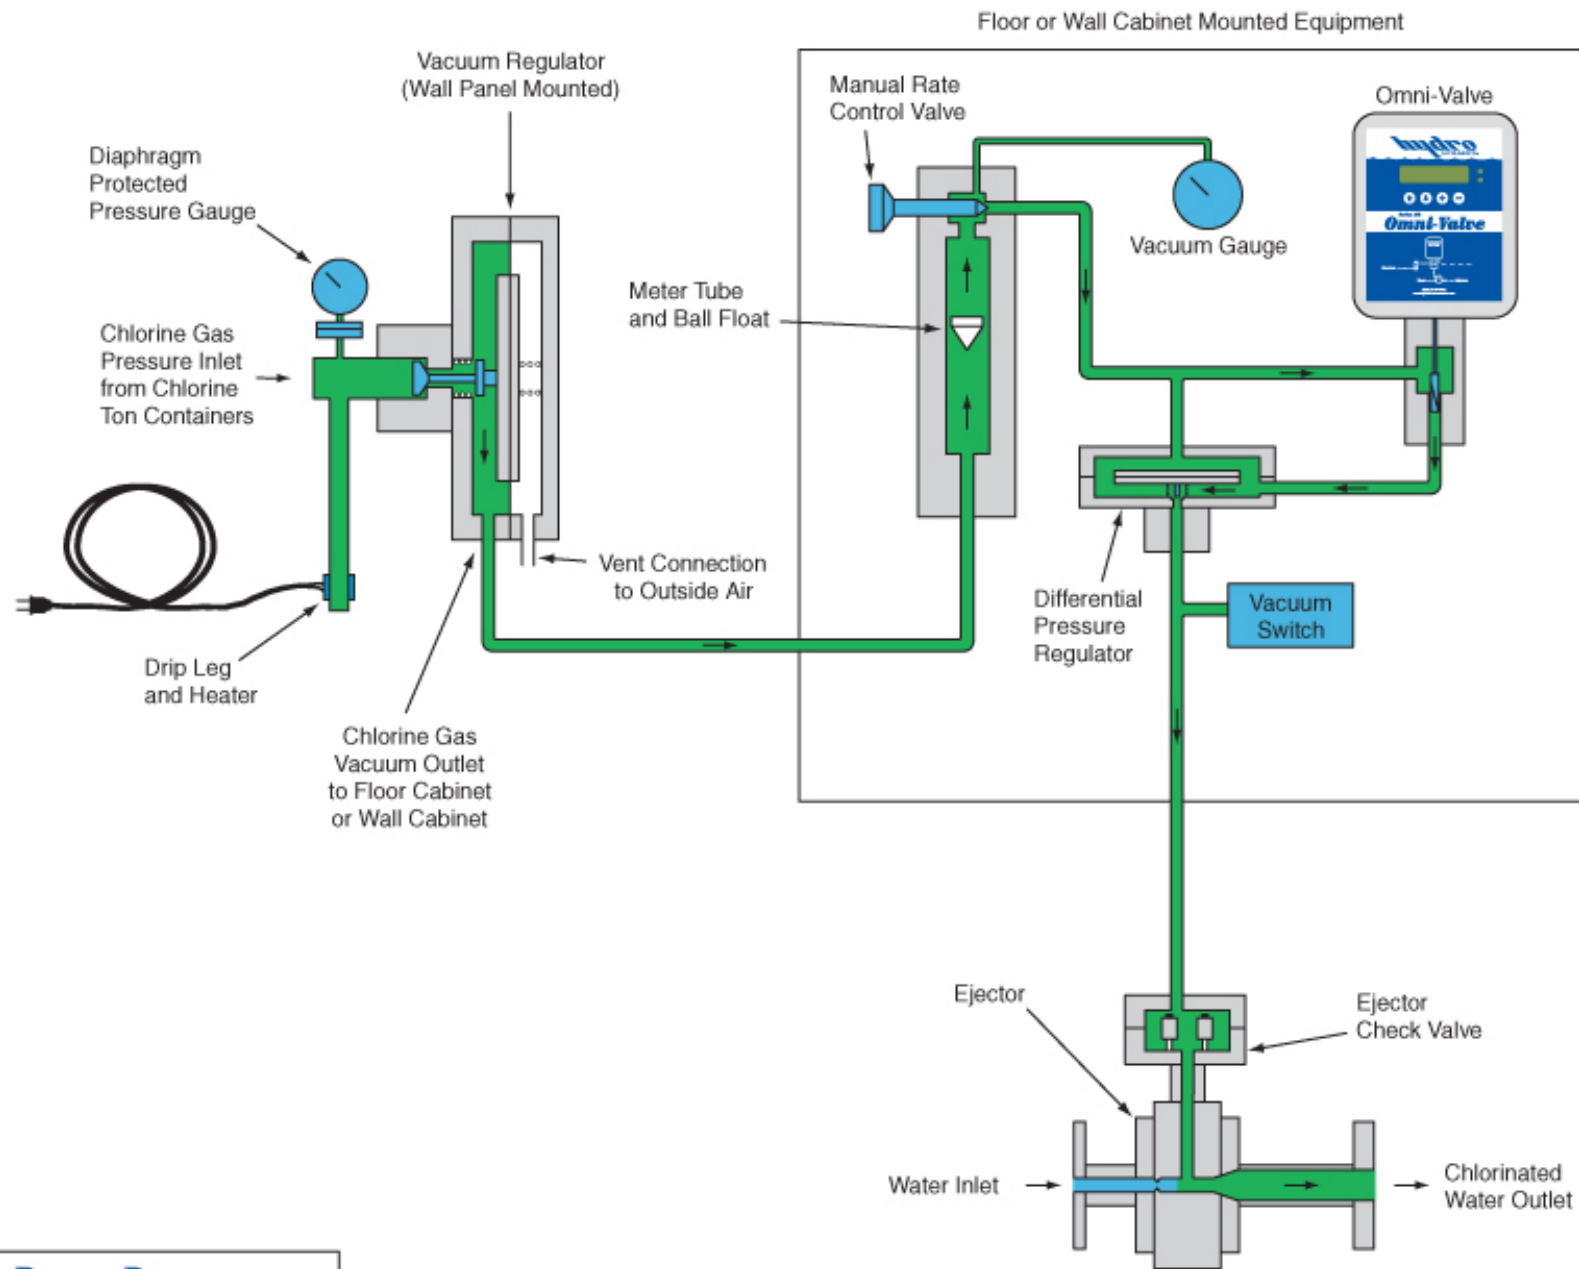 Floor or Wall Cabinet Mounted Equipment
Vacuum Regulator
(Wall Panel Mounted)
Manual Rate
Control Valve
Omni-Valve
hydro
Omni-Valve
Diaphragm
Protected
Pressure Gauge
Vacuum Gauge
Meter Tube
and Ball Float
Chlorine Gas
Pressure Inlet
from Chlorine
Ton Containers
Vent Connection
to Outside Air
Differential
Pressure
Regulator
Vacuum
Switch
Drip Leg
and Heater
Chlorine Gas
Vacuum Outlet
to Floor Cabinet
or Wall Cabinet
Ejector
Ejector
Check Valve
Water Inlet
Chlorinated
Water Outlet